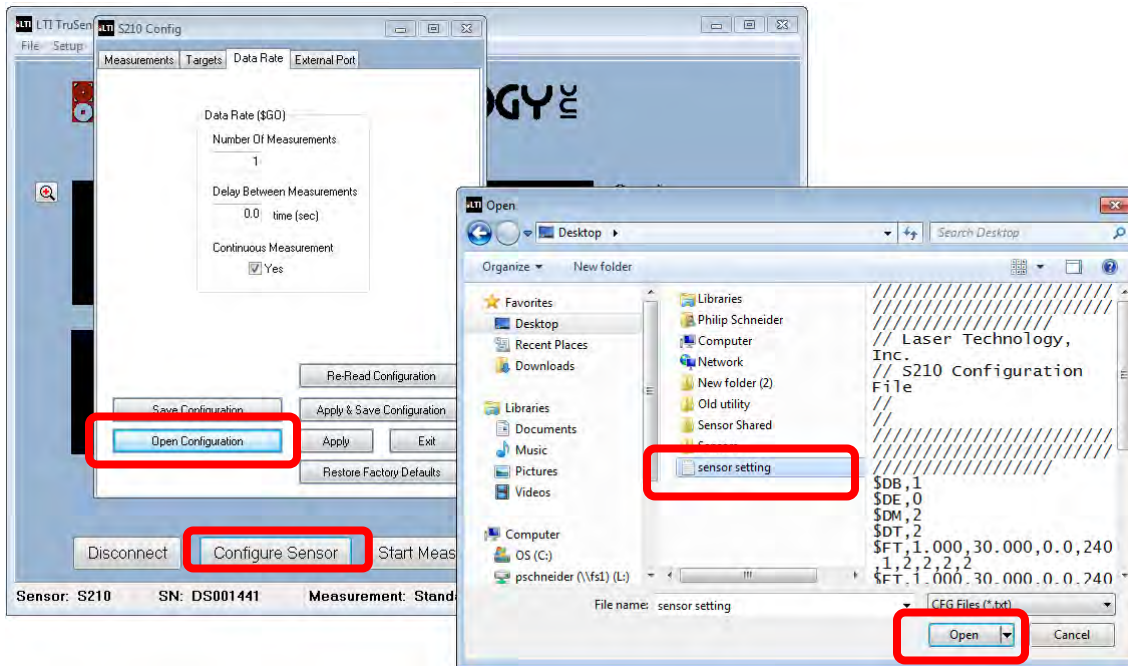 LTI TruSen
File Setup
OGY INC
S210 Config
Measurements Targets Data Rate External Port
Data Rate ($GO)
Number Of Measurements
1
Delay Between Measurements
0.0 time (sec)
Continuous Measurement
Yes
Re-Read Configuration
Save Configuration Apply & Save Configuration
Open Configuration Apply Exit
Restore Factory Defaults
Disconnect Configure Sensor Start Meas
Sensor: S210 SN: DS001441 Measurement: Standa
Open
Desktop
Search Desktop
Organize New folder
Favorites
Desktop
Recent Places
Downloads
Libraries
Documents
Music
Pictures
Videos
Computer
OS (C:)
pschneider (\\fs1) (L:)
Libraries
Philip Schneider
Computer
Network
New folder (2)
Old utility
Sensor Shared
sensor setting
/////////////////////////
/////////////////////////
//////////////////
// Laser Technology,
Inc.
// S210 Configuration
File
//
//
/////////////////////////
/////////////////////////
//////////////////
$DB,1
$DE,0
$DM,2
$DT,2
$FT,1.000,30.000,0.0,240
,1,2,2,2,2
$FT,1.000,30.000,0.0,240
File name: sensor setting CFG Files (*.txt)
Open Cancel